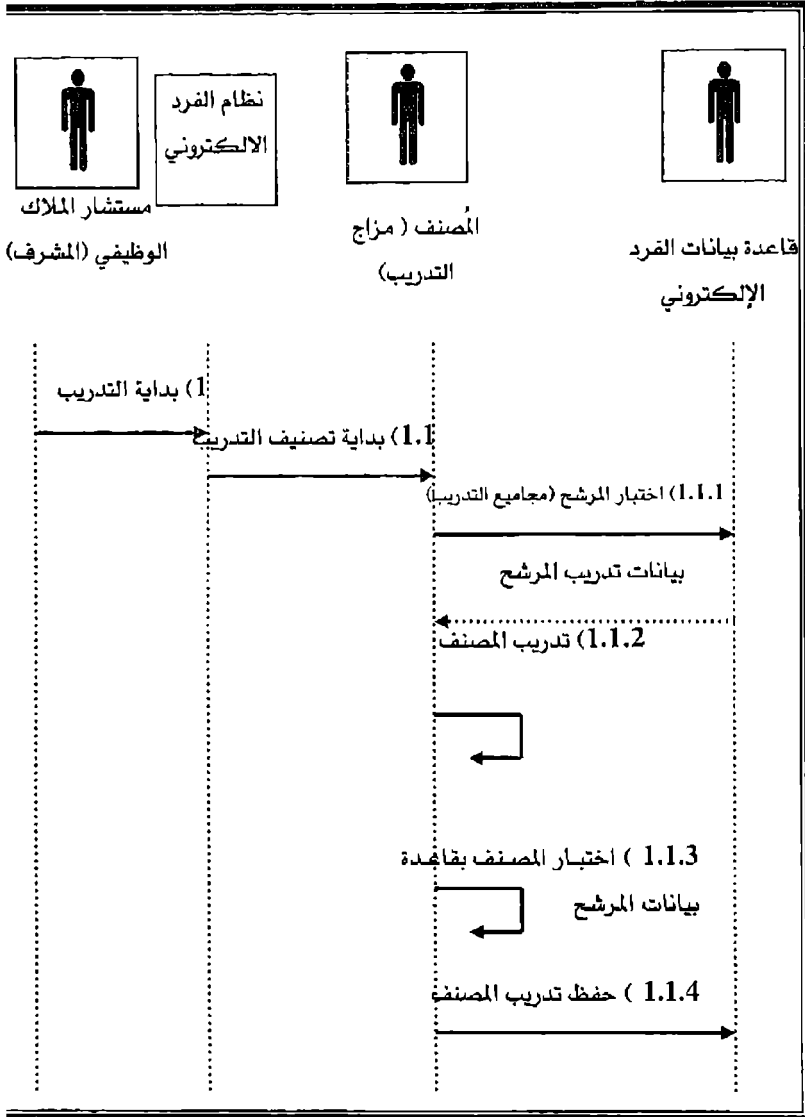 نظام الفرد
الالكتروني
مستشار الملاك
الوظيفي (المشرف)
المُصنف ( مزاج
التدريب)
قاعدة بيانات الفرد
الإلكتروني
1) بداية التدريب
1.1) بداية تصنيف التدريب
1.1.1) اختبار المرشح (مجاميع التدريب)
بيانات تدريب المرشح
1.1.2) تدريب المصنف
1.1.3 ) اختبار المصنف بقاعدة
بيانات المرشح
1.1.4 ) حفظ تدريب المصنف